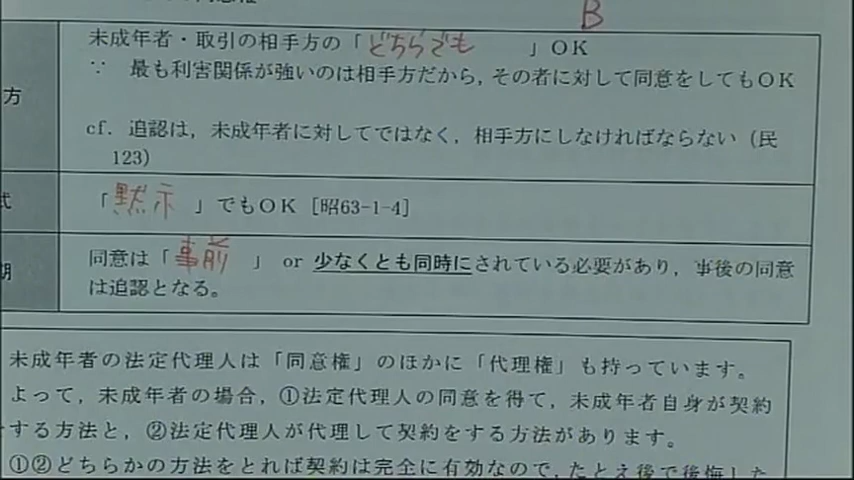 B
方
未成年者・取引の相手方の「どちらでも」OK
∵ 最も利害関係が強いのは相手方だから，その者に対して同意をしてもOK
cf. 追認は，未成年者に対してではなく，相手方にしなければならない（民
123）
式
「黙示」でもOK［昭63-1-4］
期
同意は「事前」 or 少なくとも同時にされている必要があり，事後の同意
は追認となる。
未成年者の法定代理人は「同意権」のほかに「代理権」も持っています。
よって，未成年者の場合，①法定代理人の同意を得て，未成年者自身が契約
をする方法と，②法定代理人が代理して契約をする方法があります。
①②どちらかの方法をとれば契約は完全に有効なので，たとえ後で後悔した